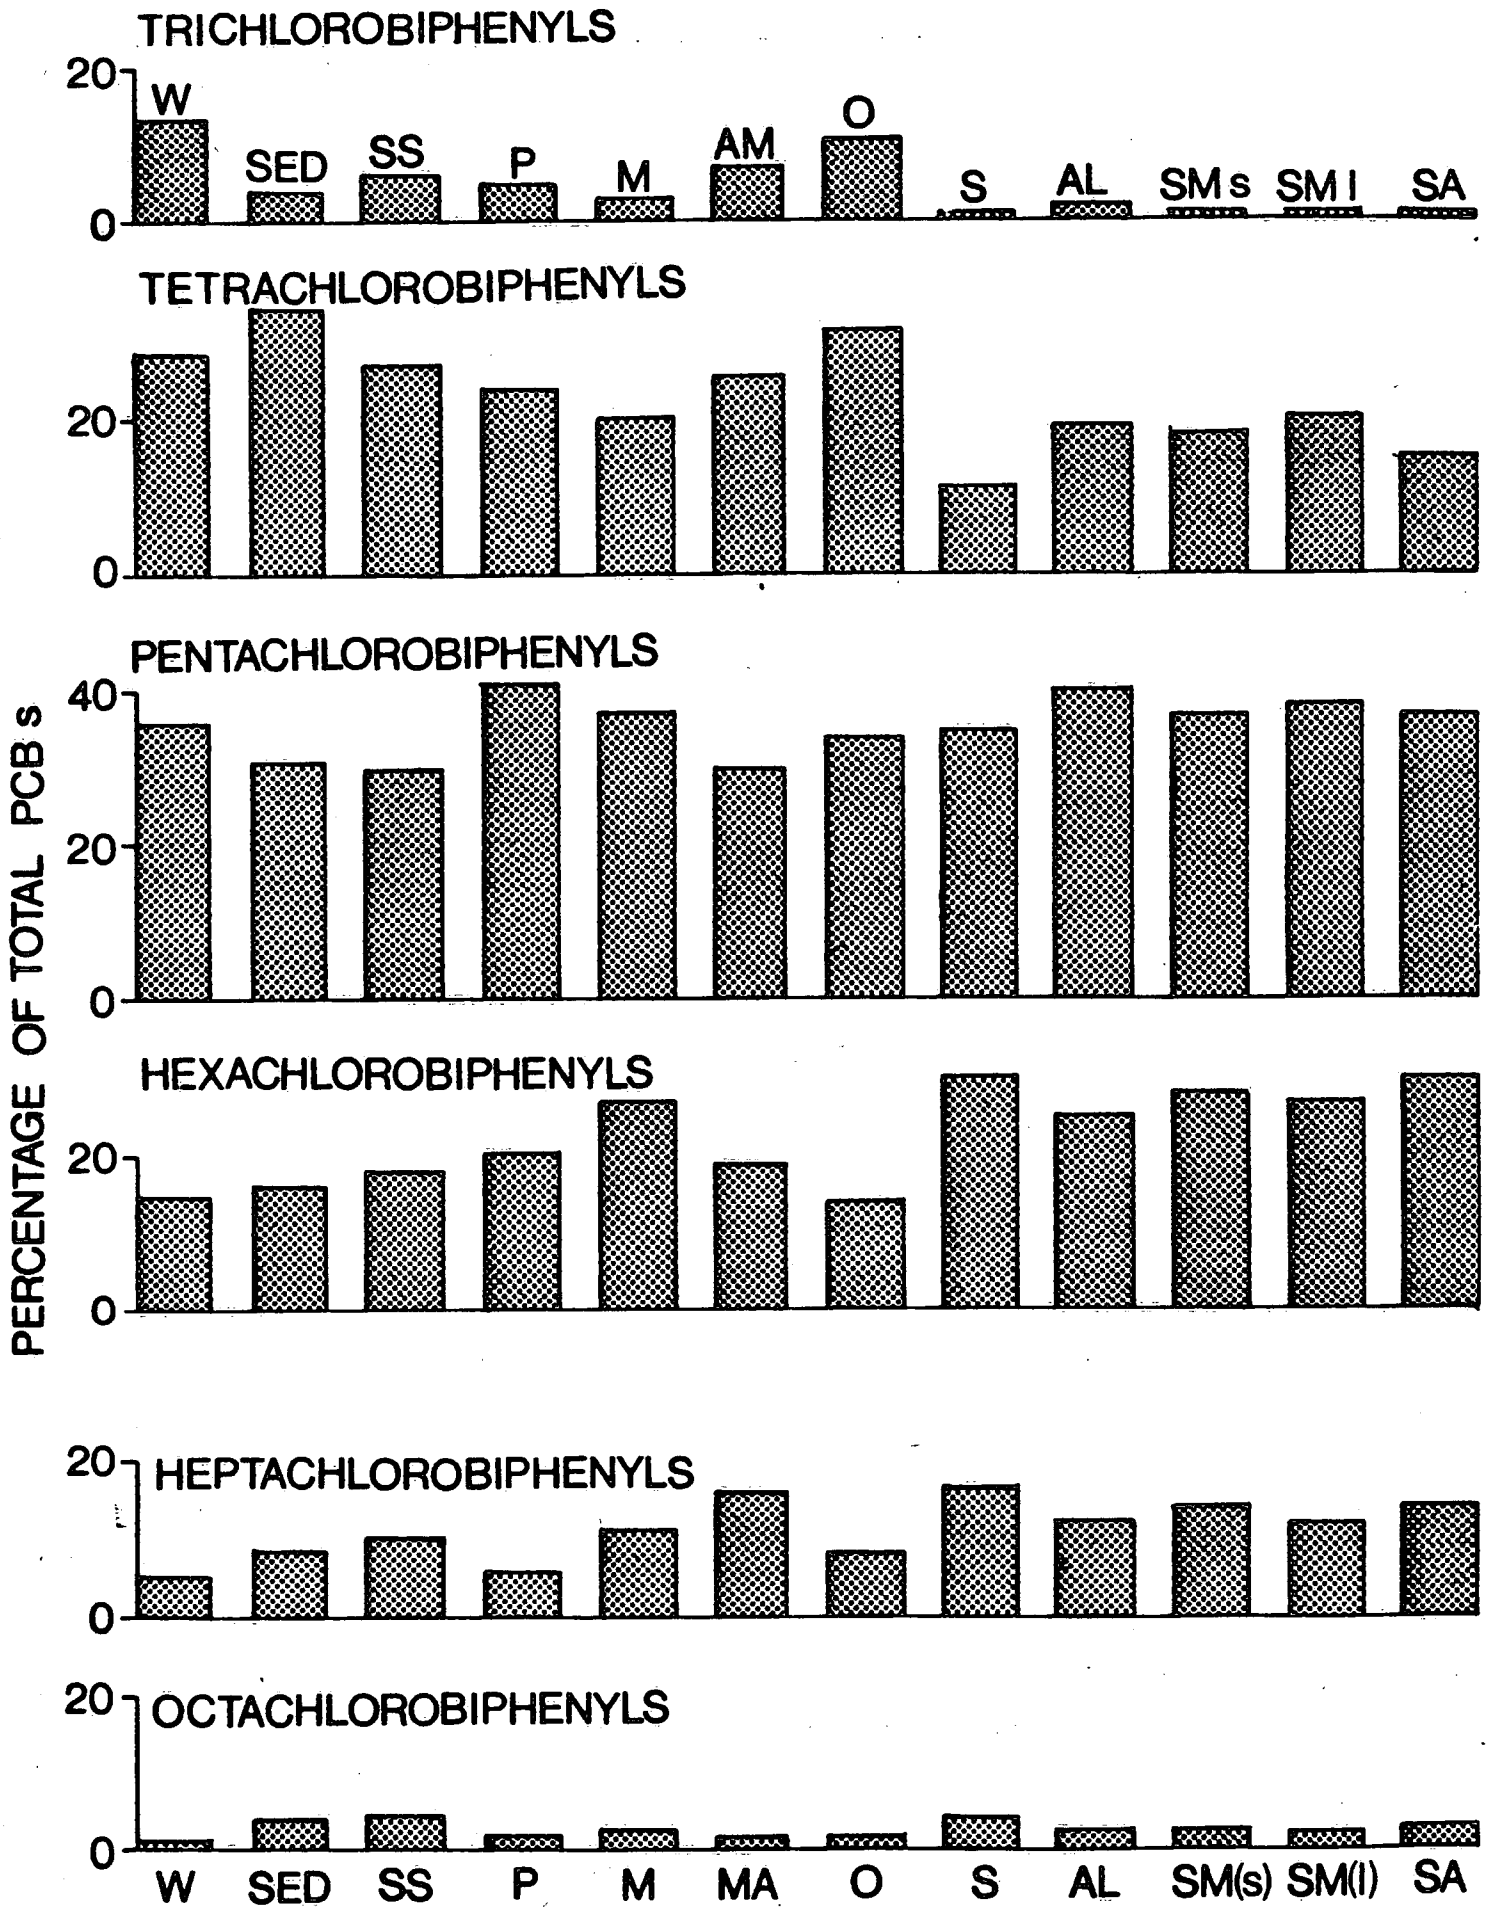 TRICHLOROBIPHENYLS
20
W
SED
SS
P
M
AM
O
S
AL
SM s
SM l
SA
0
TETRACHLOROBIPHENYLS
20
0
PENTACHLOROBIPHENYLS
40
20
0
PERCENTAGE OF TOTAL PCB s
HEXACHLOROBIPHENYLS
20
0
20
HEPTACHLOROBIPHENYLS
0
20
OCTACHLOROBIPHENYLS
0
W SED SS P M MA O S AL SM(s) SM(l) SA